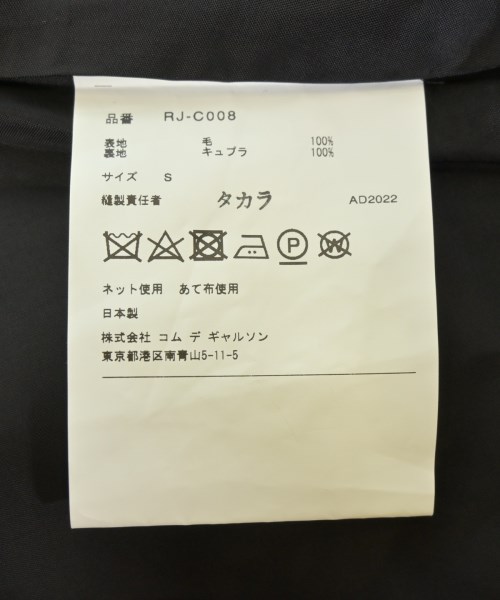 品番 RJ-C008
表地 毛 100%
裏地 キュプラ 100%
サイズ S
縫製責任者 タカラ AD2022
P W
ネット使用 あて布使用
日本製
株式会社 コム デ ギャルソン
東京都港区南青山5-11-5